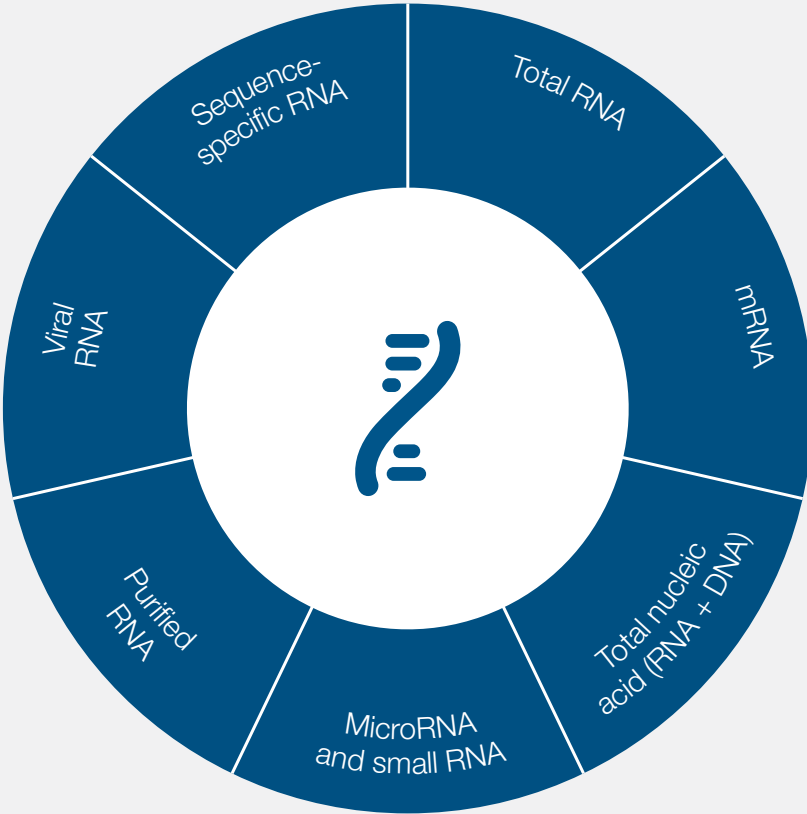 Total RNA
mRNA
Total nucleic
acid (RNA + DNA)
MicroRNA
and small RNA
Purified
RNA
Viral
RNA
Sequence-
specific RNA